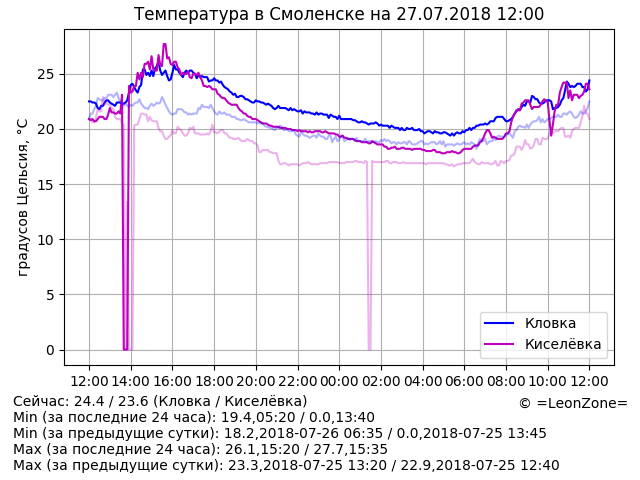 Температура в Смоленске на 27.07.2018 12:00
градусов Цельсия, °C
25
20
15
10
5
0
Кловка
Киселёвка
12:00 14:00 16:00 18:00 20:00 22:00 00:00 02:00 04:00 06:00 08:00 10:00 12:00
Сейчас: 24.4 / 23.6 (Кловка / Киселёвка)
© =LeonZone=
Min (за последние 24 часа): 19.4,05:20 / 0.0,13:40
Min (за предыдущие сутки): 18.2,2018-07-26 06:35 / 0.0,2018-07-25 13:45
Max (за последние 24 часа): 26.1,15:20 / 27.7,15:35
Max (за предыдущие сутки): 23.3,2018-07-25 13:20 / 22.9,2018-07-25 12:40